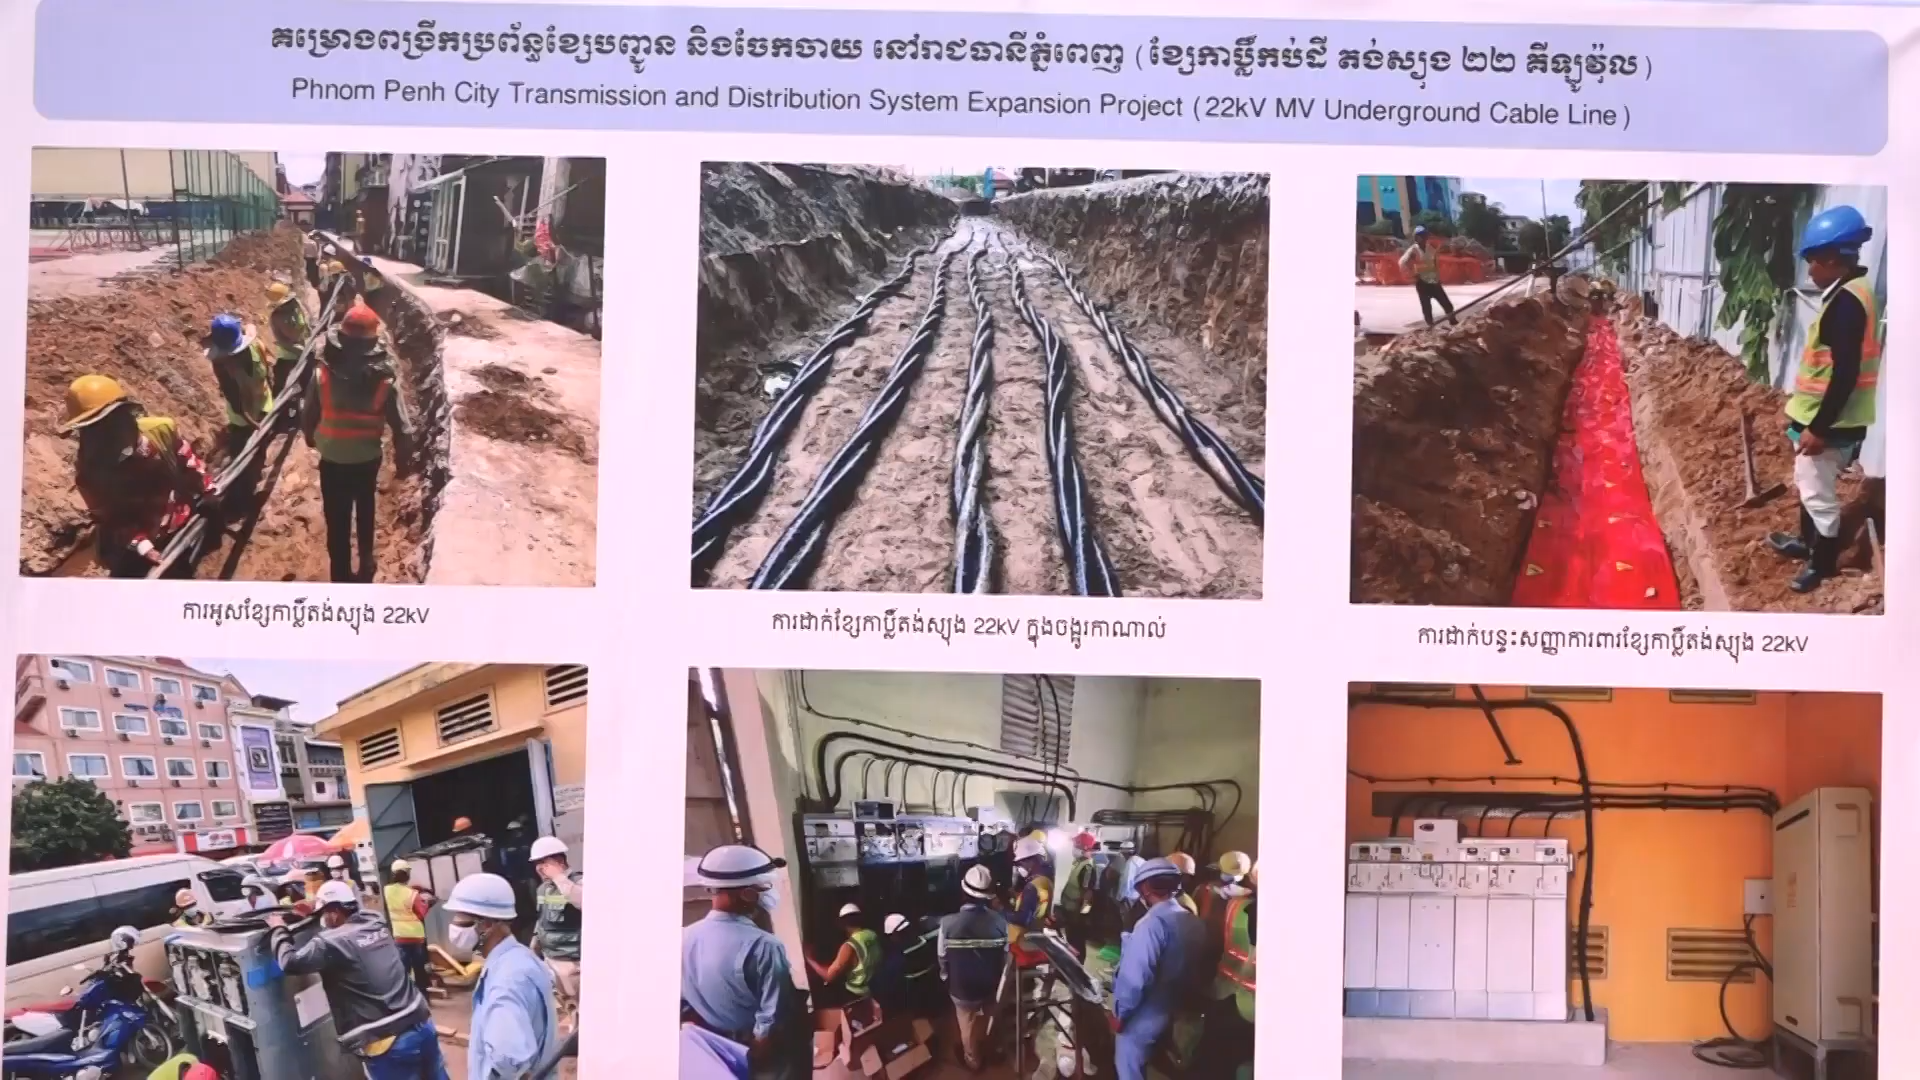 គម្រោងពង្រីកប្រព័ន្ធខ្សែបញ្ជូន និងចែកចាយ នៅរាជធានីភ្នំពេញ (ខ្សែកាប្លិ៍កប់ដី តង់ស្យុង ២២ គីឡូវ៉ុល)
Phnom Penh City Transmission and Distribution System Expansion Project (22kV MV Underground Cable Line)
ការអូសខ្សែកាប្លិ៍តង់ស្យុង 22kV
ការដាក់ខ្សែកាប្លិ៍តង់ស្យុង 22kV ក្នុងចង្អូរកាណាល់
ការដាក់បន្ទះសញ្ញាការពារខ្សែកាប្លិ៍តង់ស្យុង 22kV